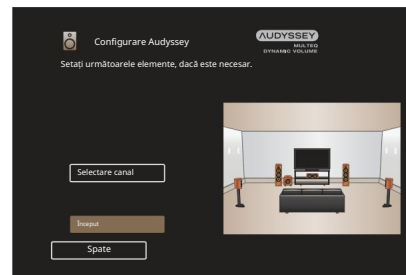 Configurare Audyssey
AUDYSSEY
MULTEQ
DYNAMIC VOLUME
Setați următoarele elemente, dacă este necesar.
Selectare canal
Început
Spate